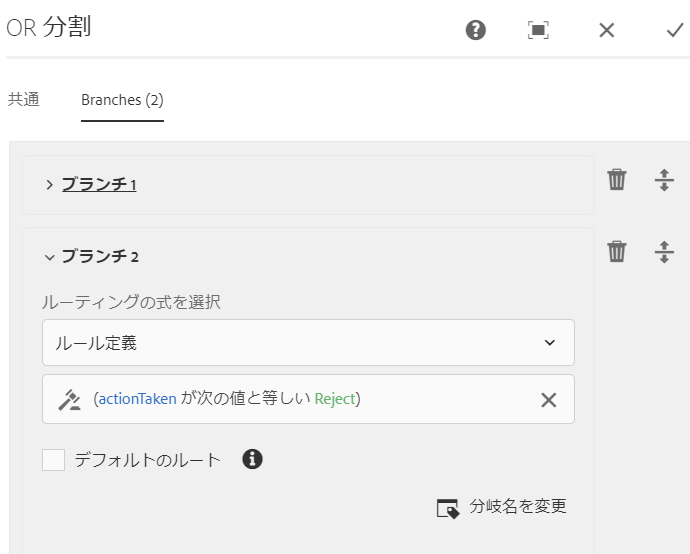 OR 分割
共通 Branches (2)
ブランチ 1
ブランチ 2
ルーティングの式を選択
ルール定義
(actionTaken が次の値と等しい Reject)
デフォルトのルート
分岐名を変更